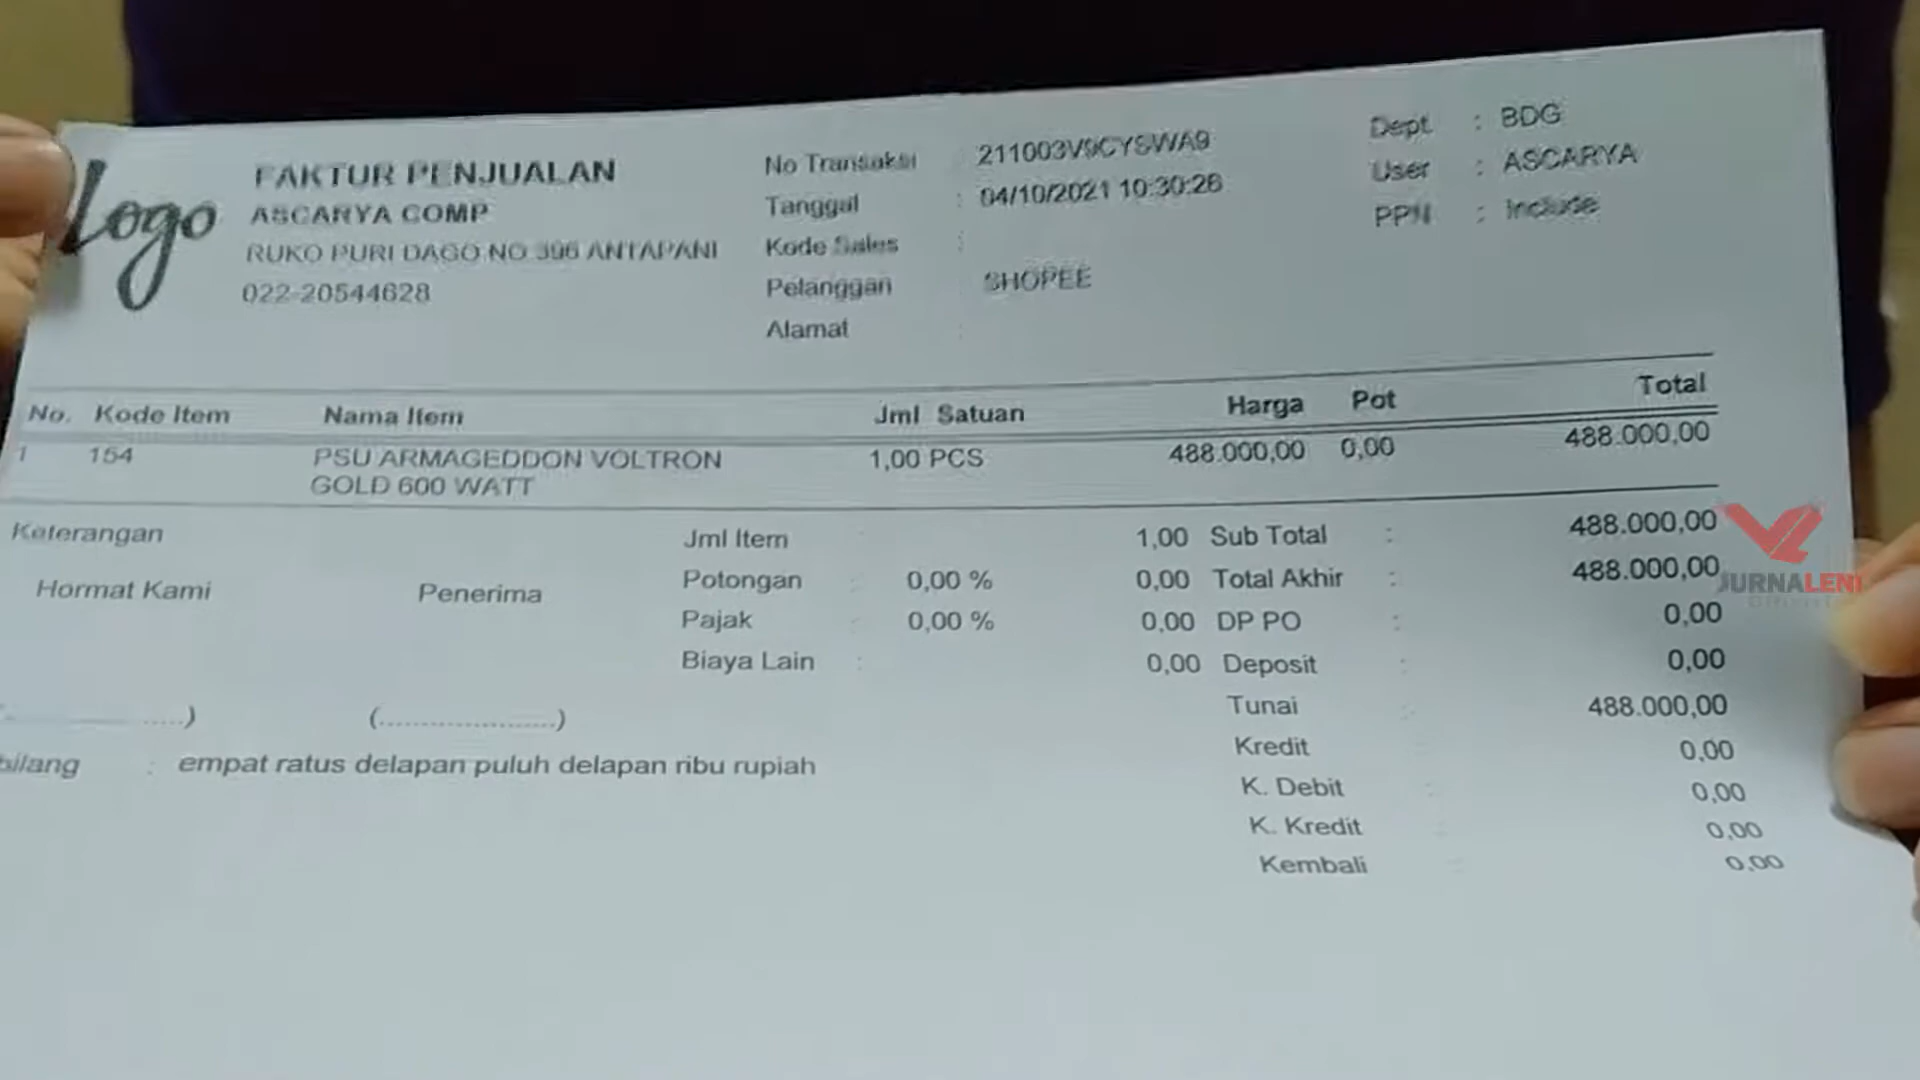 Logo
FAKTUR PENJUALAN
ASCARYA COMP
RUKO PURI DAGO NO 396 ANTAPANI
022-20544628
No Transaksi 211003V9CYSWA9
Tanggal : 04/10/2021 10:30:26
Kode Sales :
Pelanggan SHOPEE
Alamat :
Dept : BDG
User : ASCARYA
PPN : Include
No. Kode Item Nama Item Jml Satuan Harga Pot Total
1 154 PSU ARMAGEDDON VOLTRON 1,00 PCS 488.000,00 0,00 488.000,00
GOLD 600 WATT
Keterangan
Hormat Kami Penerima
.....) (......................)
bilang : empat ratus delapan puluh delapan ribu rupiah
Jml Item : 1,00
Potongan : 0,00 % 0,00
Pajak : 0,00 % 0,00
Biaya Lain : 0,00
Sub Total : 488.000,00
Total Akhir : 488.000,00
DP PO : 0,00
Deposit : 0,00
Tunai : 488.000,00
Kredit : 0,00
K. Debit : 0,00
K. Kredit : 0,00
Kembali : 0,00
JURNALENI